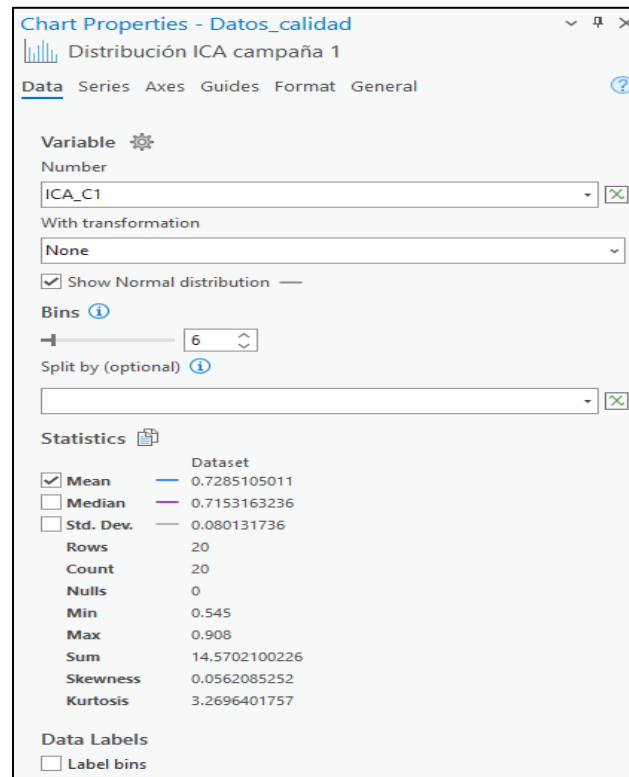 Chart Properties - Datos_calidad
Distribución ICA campaña 1
Data Series Axes Guides Format General
Variable
Number
ICA_C1
With transformation
None
Show Normal distribution
Bins
6
Split by (optional)
Statistics
Dataset
Mean 0.7285105011
Median 0.7153163236
Std. Dev. 0.080131736
Rows 20
Count 20
Nulls 0
Min 0.545
Max 0.908
Sum 14.5702100226
Skewness 0.0562085252
Kurtosis 3.2696401757
Data Labels
Label bins